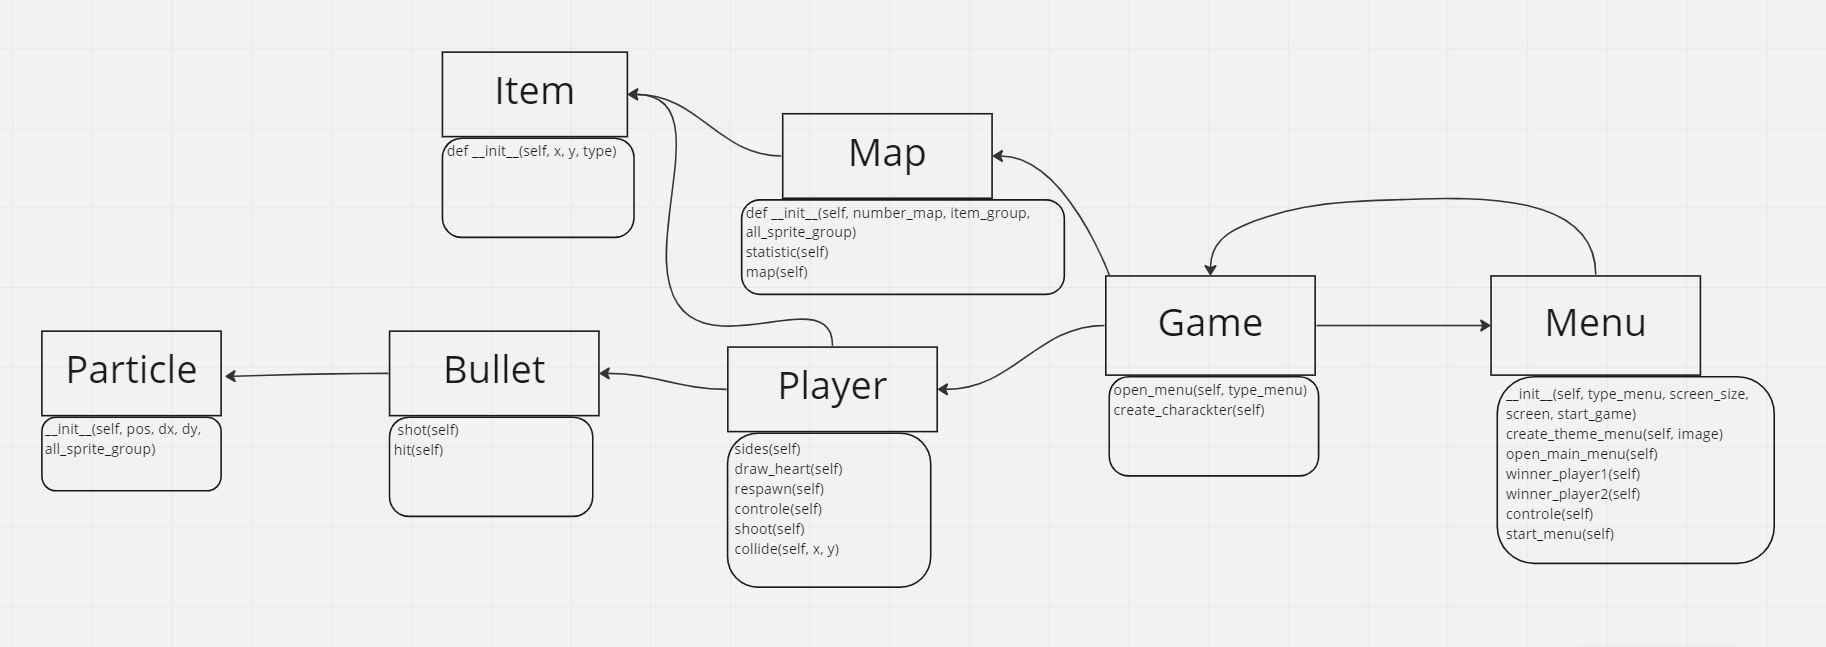 Item
def __init__(self, x, y, type)
Map
def __init__(self, number_map, item_group,
all_sprite_group)
statistic(self)
map(self)
Game
open_menu(self, type_menu)
create_charackter(self)
Menu
__init__(self, type_menu, screen_size,
screen, start_game)
create_theme_menu(self, image)
open_main_menu(self)
winner_player1(self)
winner_player2(self)
controle(self)
start_menu(self)
Particle
__init__(self, pos, dx, dy,
all_sprite_group)
Bullet
shot(self)
hit(self)
Player
sides(self)
draw_heart(self)
respawn(self)
controle(self)
shoot(self)
collide(self, x, y)